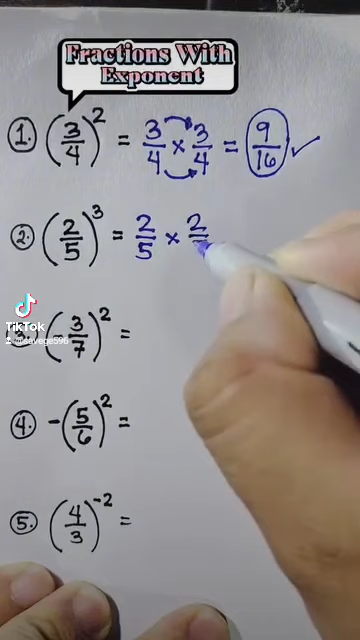 Fractions With
Exponent
1. (3/4)² = 3/4 × 3/4 = 9/16 ✓
2. (2/5)³ = 2/5 × 2/
TikTok
@savege596
(-3/7)² =
4. -(5/6)² =
5. (4/3)⁻² =